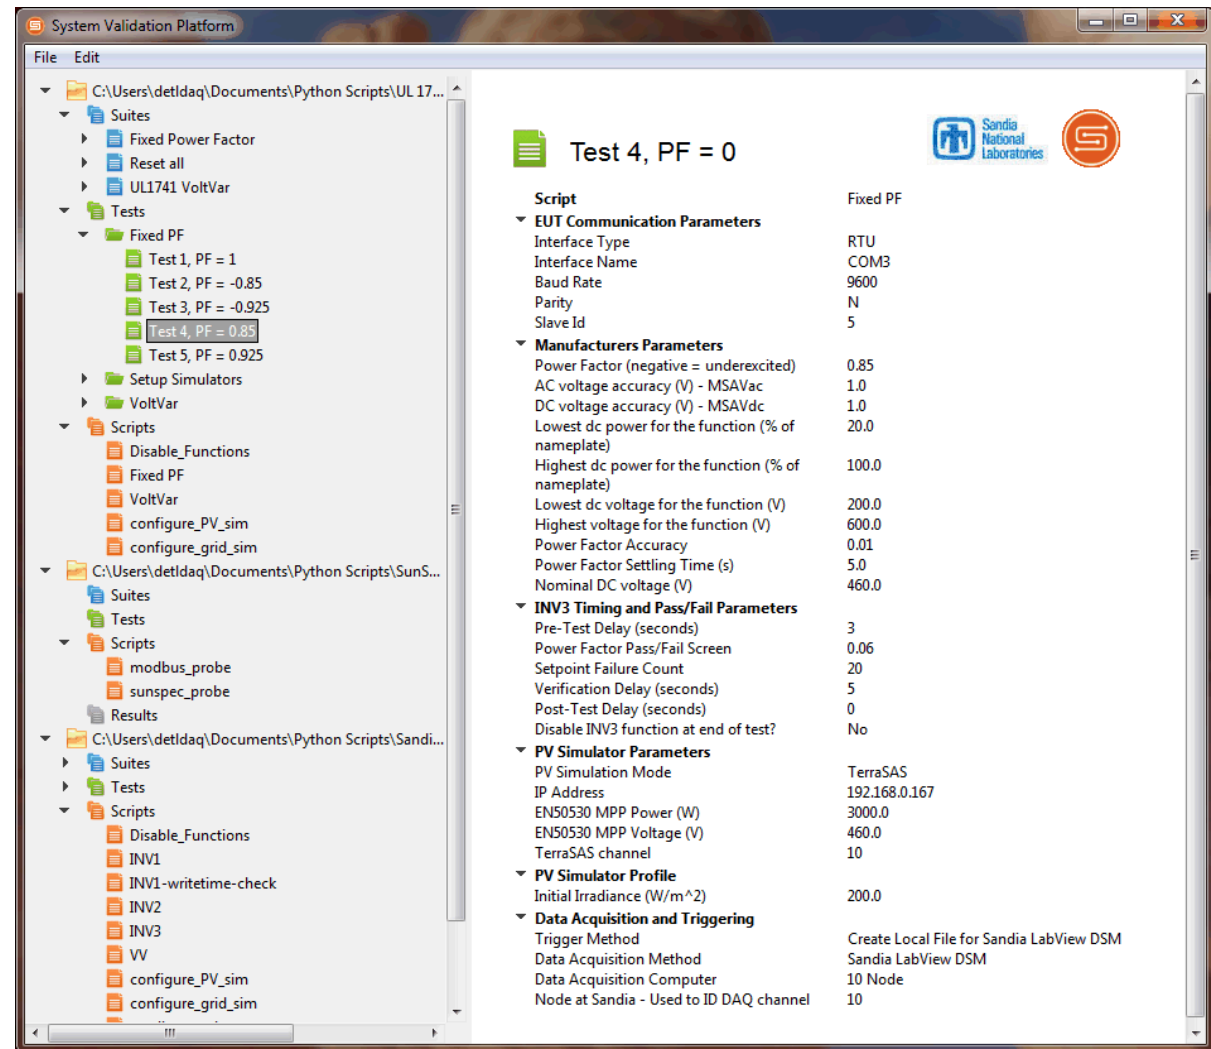 System Validation Platform
File Edit
C:\Users\detldaq\Documents\Python Scripts\UL 17...
Suites
Fixed Power Factor
Reset all
UL1741 VoltVar
Tests
Fixed PF
Test 1, PF = 1
Test 2, PF = -0.85
Test 3, PF = -0.925
Test 4, PF = 0.85
Test 5, PF = 0.925
Setup Simulators
VoltVar
Scripts
Disable_Functions
Fixed PF
VoltVar
configure_PV_sim
configure_grid_sim
C:\Users\detldaq\Documents\Python Scripts\SunS...
Suites
Tests
Scripts
modbus_probe
sunspec_probe
Results
C:\Users\detldaq\Documents\Python Scripts\Sandi...
Suites
Tests
Scripts
Disable_Functions
INV1
INV1-writetime-check
INV2
INV3
VV
configure_PV_sim
configure_grid_sim
Test 4, PF = 0
Sandia
National
Laboratories
Script Fixed PF
EUT Communication Parameters
Interface Type RTU
Interface Name COM3
Baud Rate 9600
Parity N
Slave Id 5
Manufacturers Parameters
Power Factor (negative = underexcited) 0.85
AC voltage accuracy (V) - MSAVac 1.0
DC voltage accuracy (V) - MSAVdc 1.0
Lowest dc power for the function (% of 20.0
nameplate)
Highest dc power for the function (% of 100.0
nameplate)
Lowest dc voltage for the function (V) 200.0
Highest voltage for the function (V) 600.0
Power Factor Accuracy 0.01
Power Factor Settling Time (s) 5.0
Nominal DC voltage (V) 460.0
INV3 Timing and Pass/Fail Parameters
Pre-Test Delay (seconds) 3
Power Factor Pass/Fail Screen 0.06
Setpoint Failure Count 20
Verification Delay (seconds) 5
Post-Test Delay (seconds) 0
Disable INV3 function at end of test? No
PV Simulator Parameters
PV Simulation Mode TerraSAS
IP Address 192.168.0.167
EN50530 MPP Power (W) 3000.0
EN50530 MPP Voltage (V) 460.0
TerraSAS channel 10
PV Simulator Profile
Initial Irradiance (W/m^2) 200.0
Data Acquisition and Triggering
Trigger Method Create Local File for Sandia LabView DSM
Data Acquisition Method Sandia LabView DSM
Data Acquisition Computer 10 Node
Node at Sandia - Used to ID DAQ channel 10